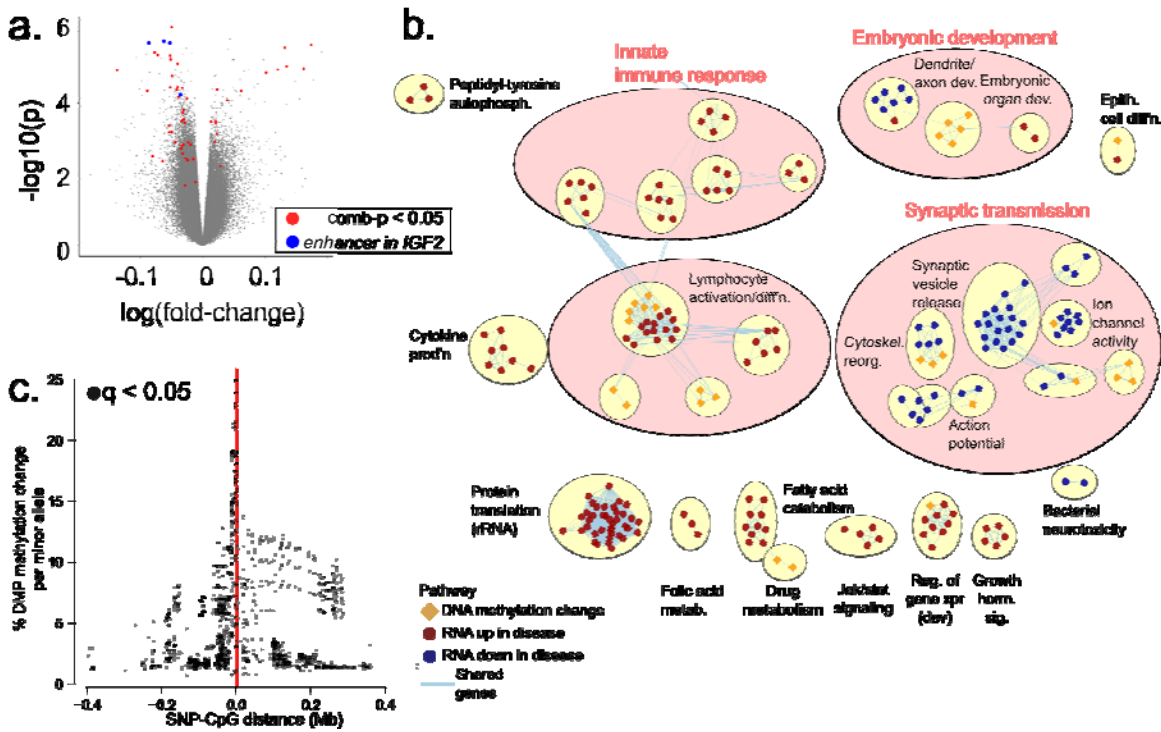 a.
6
4
2
0
-log10(p)
-0.1
0
0.1
log(fold-change)
comb-p < 0.05
enhancer in IGF2
b.
Innate
immune response
Embryonic development
Peptidyl-tyrosine
autophosph.
Dendrite/
axon dev.
Embryonic
organ dev.
Epith.
cell diff'n.
Synaptic transmission
Lymphocyte
activation/diff'n.
Synaptic
vesicle
release
Ion
channel
activity
Cytokine
prod'n
Cytoskel.
reorg.
Action
potential
Protein
translation
(rRNA)
Fatty acid
catabolism
Bacterial
neurotoxicity
Folic acid
metab.
Drug
metabolism
Jak/stat
signaling
Reg. of
gene xpr
(dev)
Growth
horm.
sig.
Pathway
DNA methylation change
RNA up in disease
RNA down in disease
Shared
genes
c.
q < 0.05
25
20
15
10
5
0
% DMP methylation change
per minor allele
−0.4
−0.2
0.0
0.2
0.4
SNP-CpG distance (Mb)